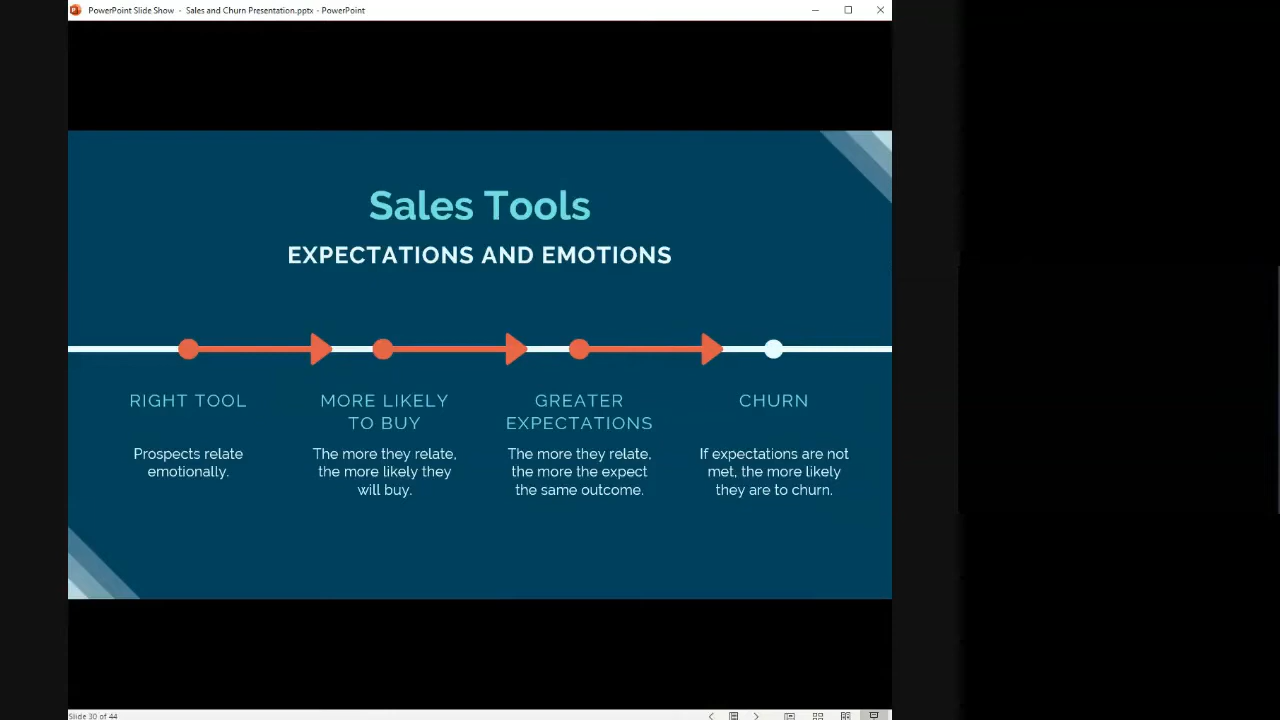 PowerPoint Slide Show - Sales and Churn Presentation.pptx - PowerPoint
Sales Tools
EXPECTATIONS AND EMOTIONS
RIGHT TOOL
Prospects relate
emotionally.
MORE LIKELY
TO BUY
The more they relate,
the more likely they
will buy.
GREATER
EXPECTATIONS
The more they relate,
the more the expect
the same outcome.
CHURN
If expectations are not
met, the more likely
they are to churn.
Slide 30 of 44